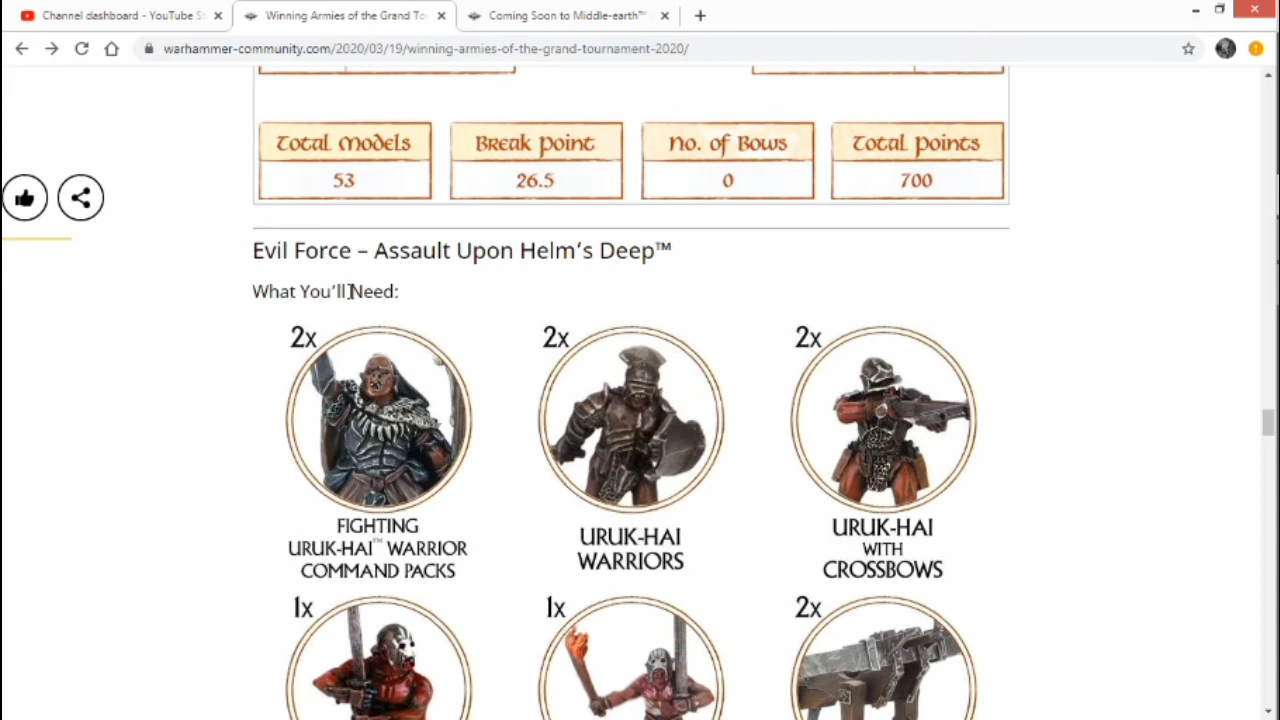 Channel dashboard - YouTube S
Winning Armies of the Grand To
Coming Soon to Middle-earth™
warhammer-community.com/2020/03/19/winning-armies-of-the-grand-tournament-2020/
Total Models
Break Point
No. of Bows
Total Points
53
26.5
0
700
Evil Force – Assault Upon Helm's Deep™
What You'll Need:
2x
2x
2x
FIGHTING
URUK-HAI™ WARRIOR
COMMAND PACKS
URUK-HAI
WARRIORS
URUK-HAI
WITH
CROSSBOWS
1x
1x
2x